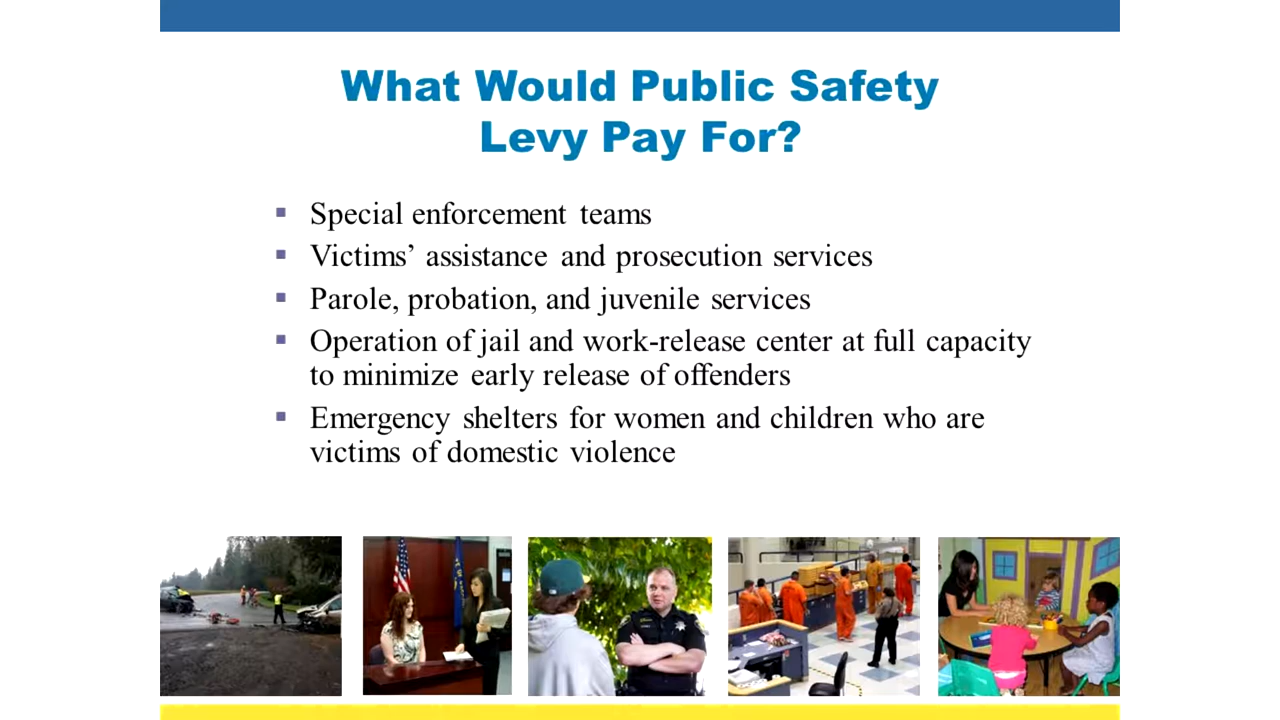 What Would Public Safety
Levy Pay For?
▪ Special enforcement teams
▪ Victims’ assistance and prosecution services
▪ Parole, probation, and juvenile services
▪ Operation of jail and work-release center at full capacity
to minimize early release of offenders
▪ Emergency shelters for women and children who are
victims of domestic violence